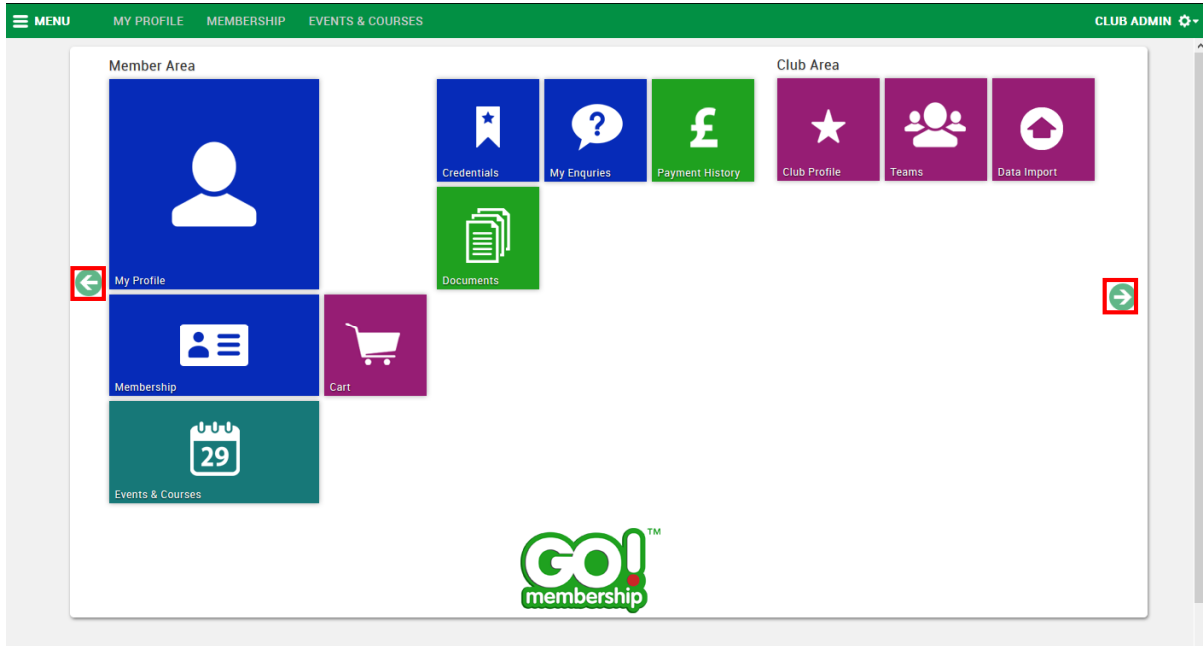 MENU MY PROFILE MEMBERSHIP EVENTS & COURSES CLUB ADMIN
Member Area
My Profile
Membership
Cart
29
Events & Courses
Credentials
My Enquries
Payment History
Documents
Club Area
Club Profile
Teams
Data Import
GO! TM
membership